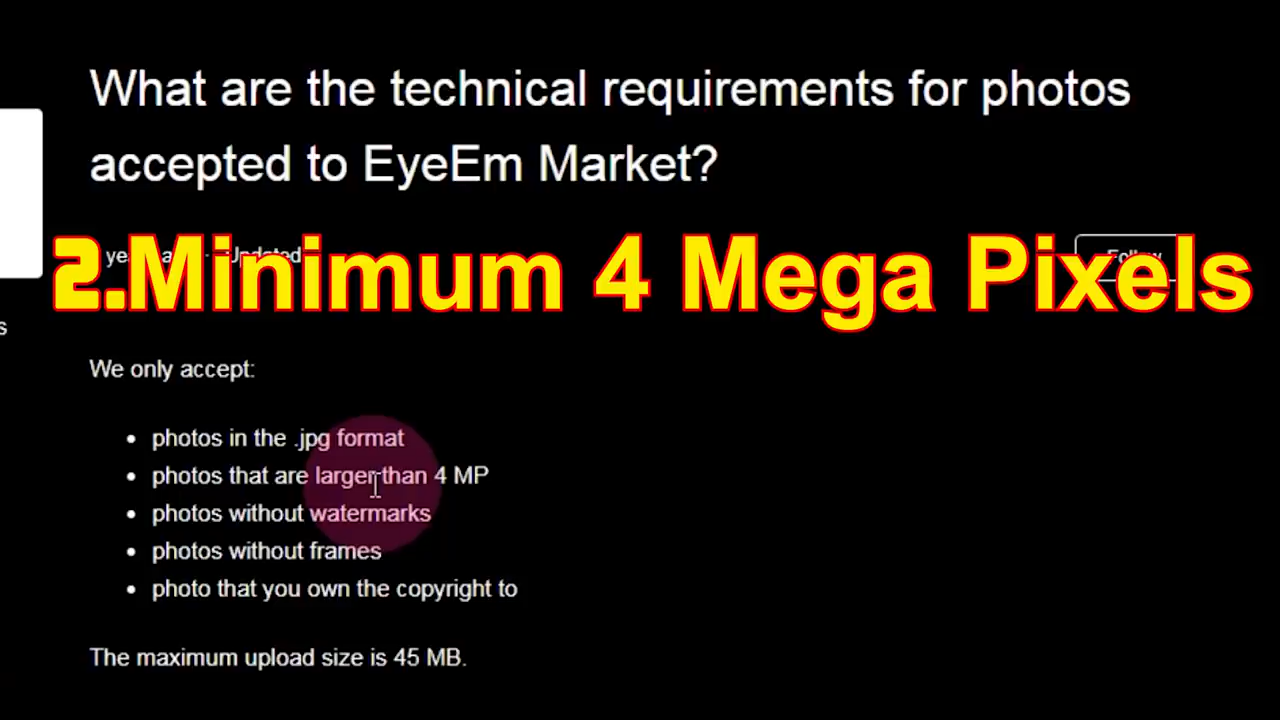 What are the technical requirements for photos
accepted to EyeEm Market?
Updated
Follow
2.Minimum 4 Mega Pixels
s
We only accept:
photos in the .jpg format
photos that are larger than 4 MP
photos without watermarks
photos without frames
photo that you own the copyright to
The maximum upload size is 45 MB.